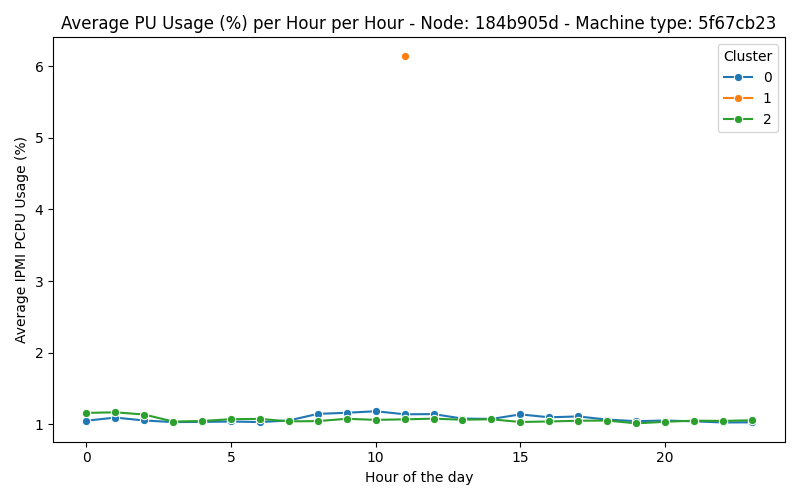 Average PU Usage (%) per Hour per Hour - Node: 184b905d - Machine type: 5f67cb23
Cluster
0
1
2
6
5
4
3
2
1
Average IPMI PCPU Usage (%)
0 5 10 15 20
Hour of the day